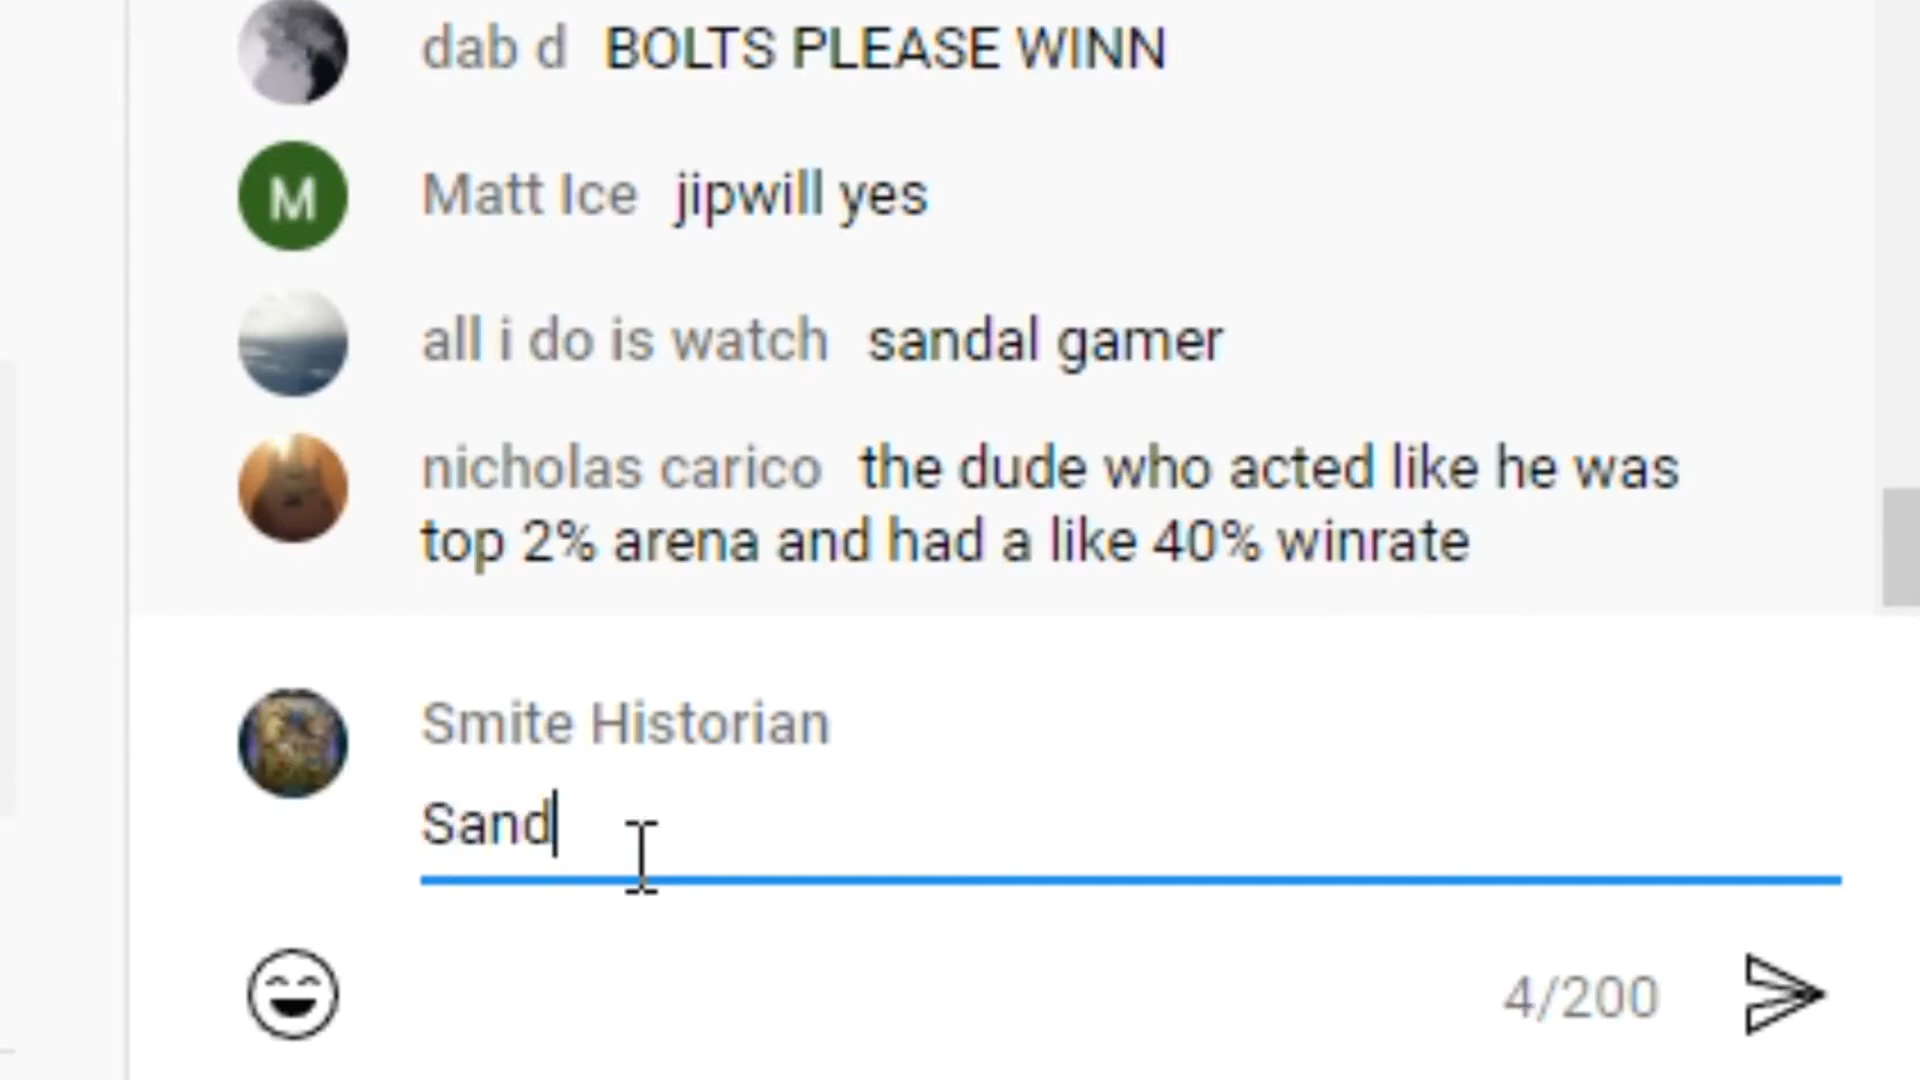 dab d BOLTS PLEASE WINN
M Matt Ice jipwill yes
all i do is watch sandal gamer
nicholas carico the dude who acted like he was
top 2% arena and had a like 40% winrate
Smite Historian
Sand
4/200